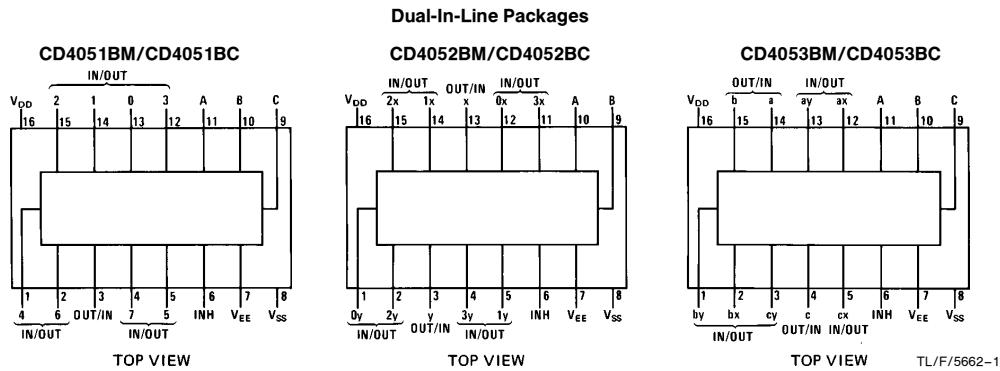 Dual-In-Line Packages
CD4051BM/CD4051BC
IN/OUT
VDD 2 1 0 3 A B C
16 15 14 13 12 11 10 9
1 2 3 4 5 6 7 8
4 6 OUT/IN 7 5 INH VEE VSS
IN/OUT IN/OUT
TOP VIEW
CD4052BM/CD4052BC
IN/OUT OUT/IN IN/OUT
VDD 2x 1x x 0x 3x A B
16 15 14 13 12 11 10 9
1 2 3 4 5 6 7 8
0y 2y y 3y 1y INH VEE VSS
IN/OUT OUT/IN IN/OUT
TOP VIEW
CD4053BM/CD4053BC
OUT/IN IN/OUT
VDD b a ay ax A B C
16 15 14 13 12 11 10 9
1 2 3 4 5 6 7 8
by bx cy c cx INH VEE VSS
IN/OUT OUT/IN IN/OUT
TOP VIEW
TL/F/5662–1